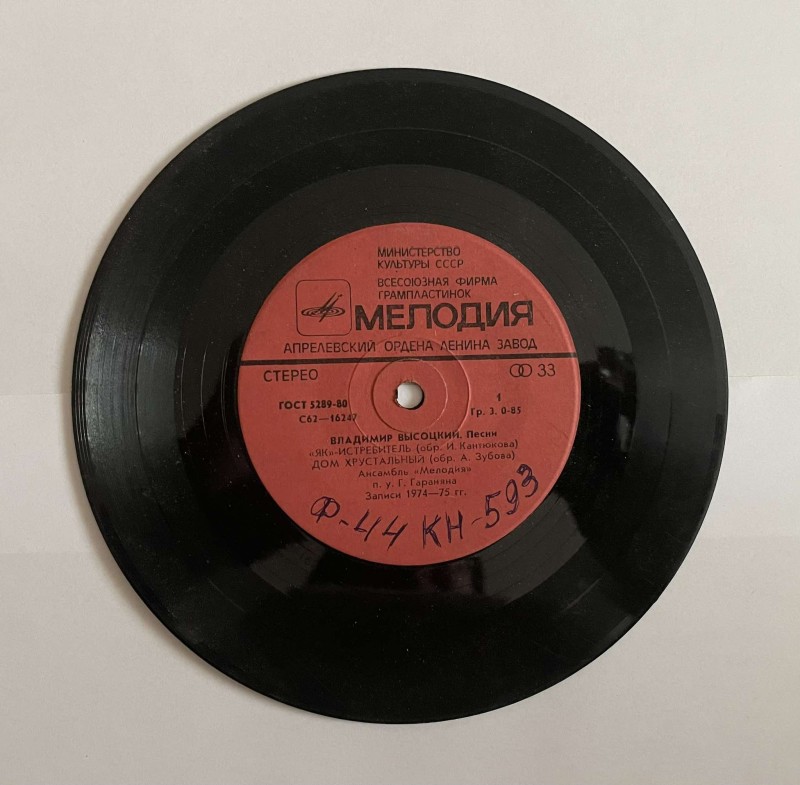 МИНИСТЕРСТВО
КУЛЬТУРЫ СССР
ВСЕСОЮЗНАЯ ФИРМА
ГРАМПЛАСТИНОК
МЕЛОДИЯ
АПРЕЛЕВСКИЙ ОРДЕНА ЛЕНИНА ЗАВОД
СТЕРЕО 33
ГОСТ 5289-80 1
С62—16247 Гр. 3. 0-85
ВЛАДИМИР ВЫСОЦКИЙ. Песни
«ЯК»-ИСТРЕБИТЕЛЬ (обр. И. Кантюкова)
ДОМ ХРУСТАЛЬНЫЙ (обр. А. Зубова)
Ансамбль «Мелодия»
п. у. Г. Гараняна
Записи 1974—75 гг.
Ф-44 КН-593